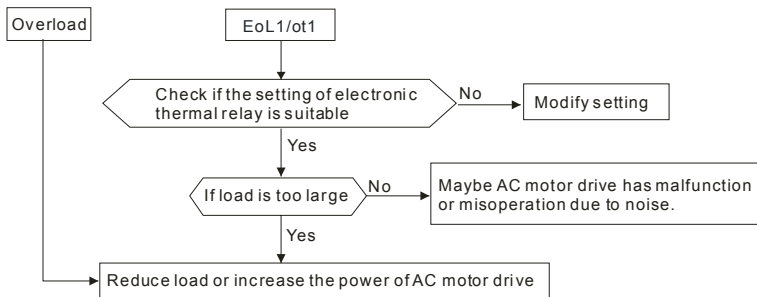 Overload
EoL1/ot1
Check if the setting of electronic
thermal relay is suitable
No
Modify setting
Yes
If load is too large
No
Maybe AC motor drive has malfunction
or misoperation due to noise.
Yes
Reduce load or increase the power of AC motor drive